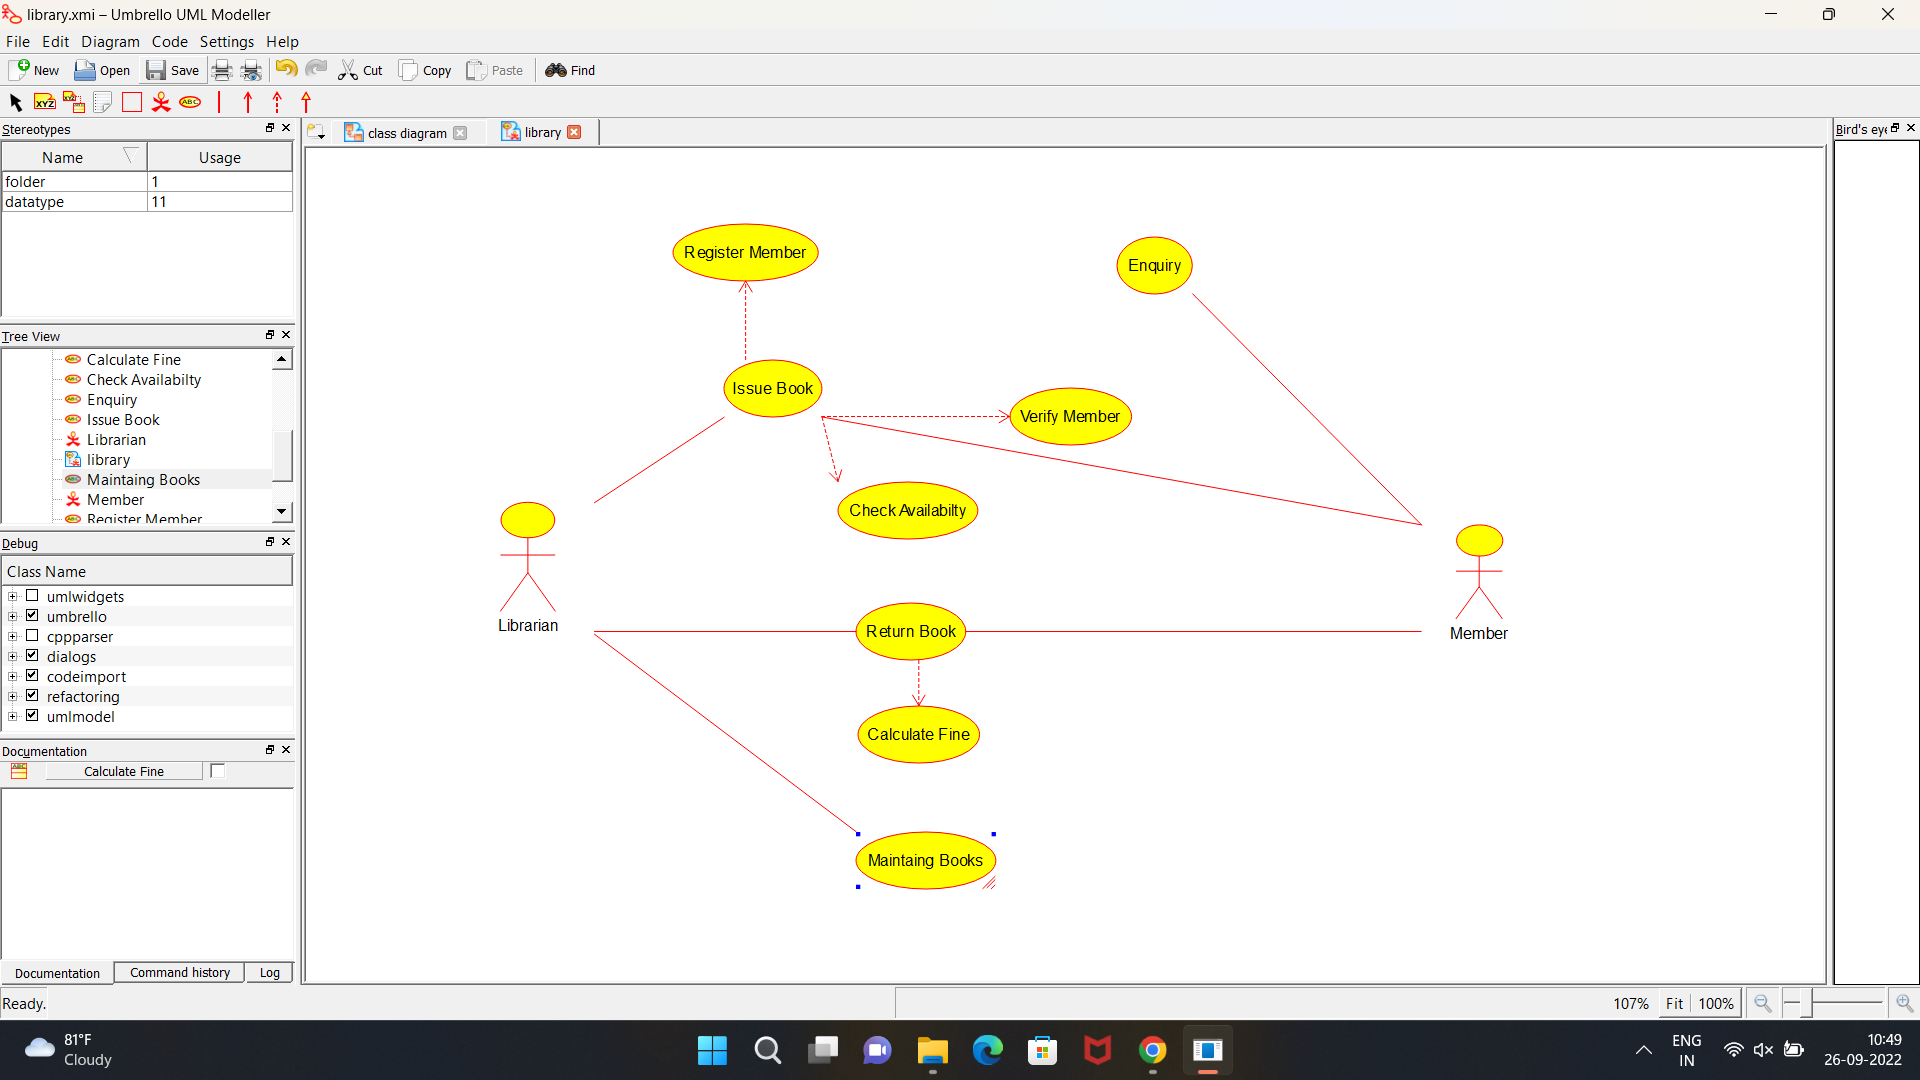 library.xmi – Umbrello UML Modeller
File Edit Diagram Code Settings Help
New Open Save Cut Copy Paste Find
XYZ XYZ ABC
Stereotypes
Name Usage
folder 1
datatype 11
Tree View
Calculate Fine
Check Availabilty
Enquiry
Issue Book
Librarian
library
Maintaing Books
Member
Register Member
Debug
Class Name
umlwidgets
umbrello
cppparser
dialogs
codeimport
refactoring
umlmodel
Documentation
Calculate Fine
Documentation Command history Log
class diagram library
Register Member
Enquiry
Issue Book
Verify Member
Check Availabilty
Librarian
Return Book
Member
Calculate Fine
Maintaing Books
Bird's eye
Ready.
107% Fit 100%
81°F
Cloudy
ENG
IN
10:49
26-09-2022